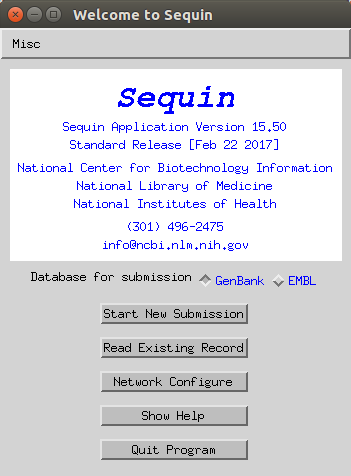 Welcome to Sequin
Misc
Sequin
Sequin Application Version 15.50
Standard Release [Feb 22 2017]
National Center for Biotechnology Information
National Library of Medicine
National Institutes of Health
(301) 496-2475
info@ncbi.nlm.nih.gov
Database for submission GenBank EMBL
Start New Submission
Read Existing Record
Network Configure
Show Help
Quit Program